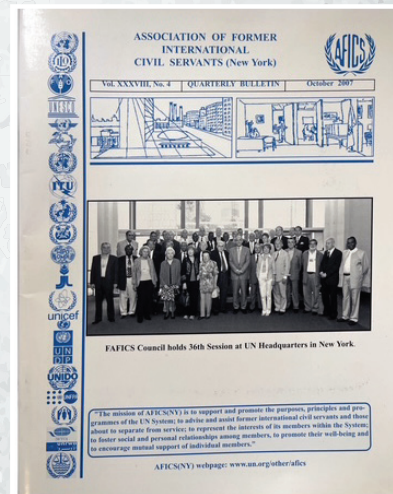 ASSOCIATION OF FORMER
INTERNATIONAL
CIVIL SERVANTS (New York)
AFICS
Vol. XXXVIII, No. 4 QUARTERLY BULLETIN October 2007
UNESCO
ITU
unicef
UNDP
UNIDO
FAFICS Council holds 36th Session at UN Headquarters in New York
"The mission of AFICS(NY) is to support and promote the purposes, principles and pro-
grammes of the UN System; to advise and assist former international civil servants and those
about to separate from service; to represent the interests of its members within the System;
to foster social and personal relationships among members, to promote their well-being and
to encourage mutual support of individual members."
AFICS(NY) webpage: www.un.org/other/afics